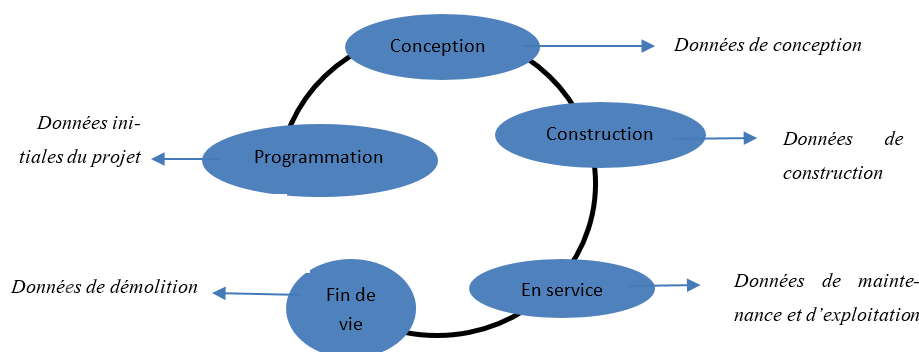 Conception
Données de conception
Données ini-
tiales du projet
Programmation
Construction
Données de
construction
Données de démolition
Fin de
vie
En service
Données de mainte-
nance et d’exploitation